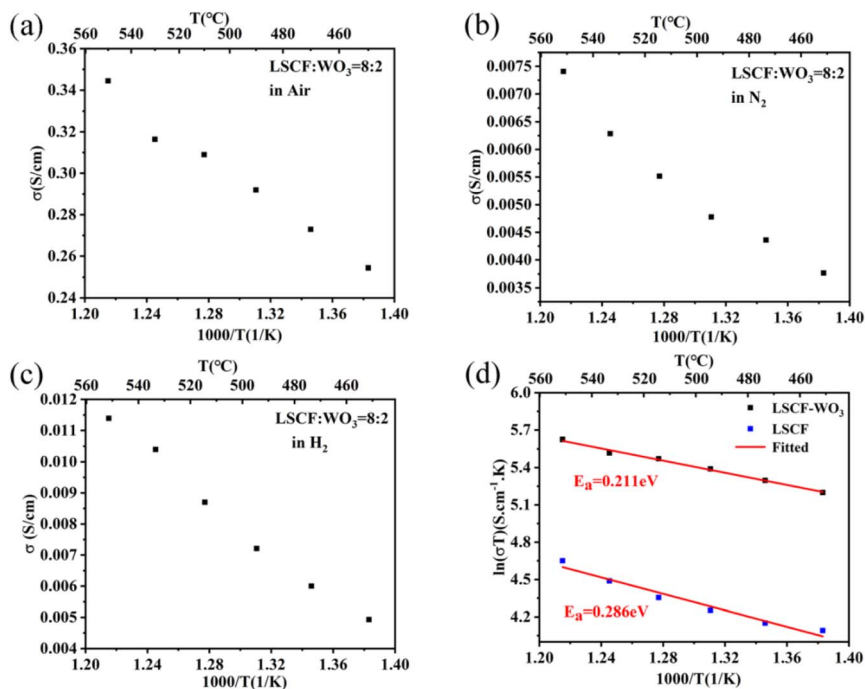 (a)
T(°C)
560 540 520 500 480 460
0.36
0.34
0.32
0.30
0.28
0.26
0.24
σ(S/cm)
LSCF:WO₃=8:2
in Air
1.20 1.24 1.28 1.32 1.36 1.40
1000/T(1/K)
(b)
T(°C)
560 540 520 500 480 460
0.0075
0.0070
0.0065
0.0060
0.0055
0.0050
0.0045
0.0040
0.0035
σ(S/cm)
LSCF:WO₃=8:2
in N₂
1.20 1.24 1.28 1.32 1.36 1.40
1000/T(1/K)
(c)
T(°C)
560 540 520 500 480 460
0.012
0.011
0.010
0.009
0.008
0.007
0.006
0.005
0.004
σ (S/cm)
LSCF:WO₃=8:2
in H₂
1.20 1.24 1.28 1.32 1.36 1.40
1000/T(1/K)
(d)
T(°C)
560 540 520 500 480 460
6.0
5.7
5.4
5.1
4.8
4.5
4.2
ln(σT)(S.cm⁻¹.K)
LSCF-WO₃
LSCF
Fitted
Eₐ=0.211eV
Eₐ=0.286eV
1.20 1.24 1.28 1.32 1.36 1.40
1000/T(1/K)